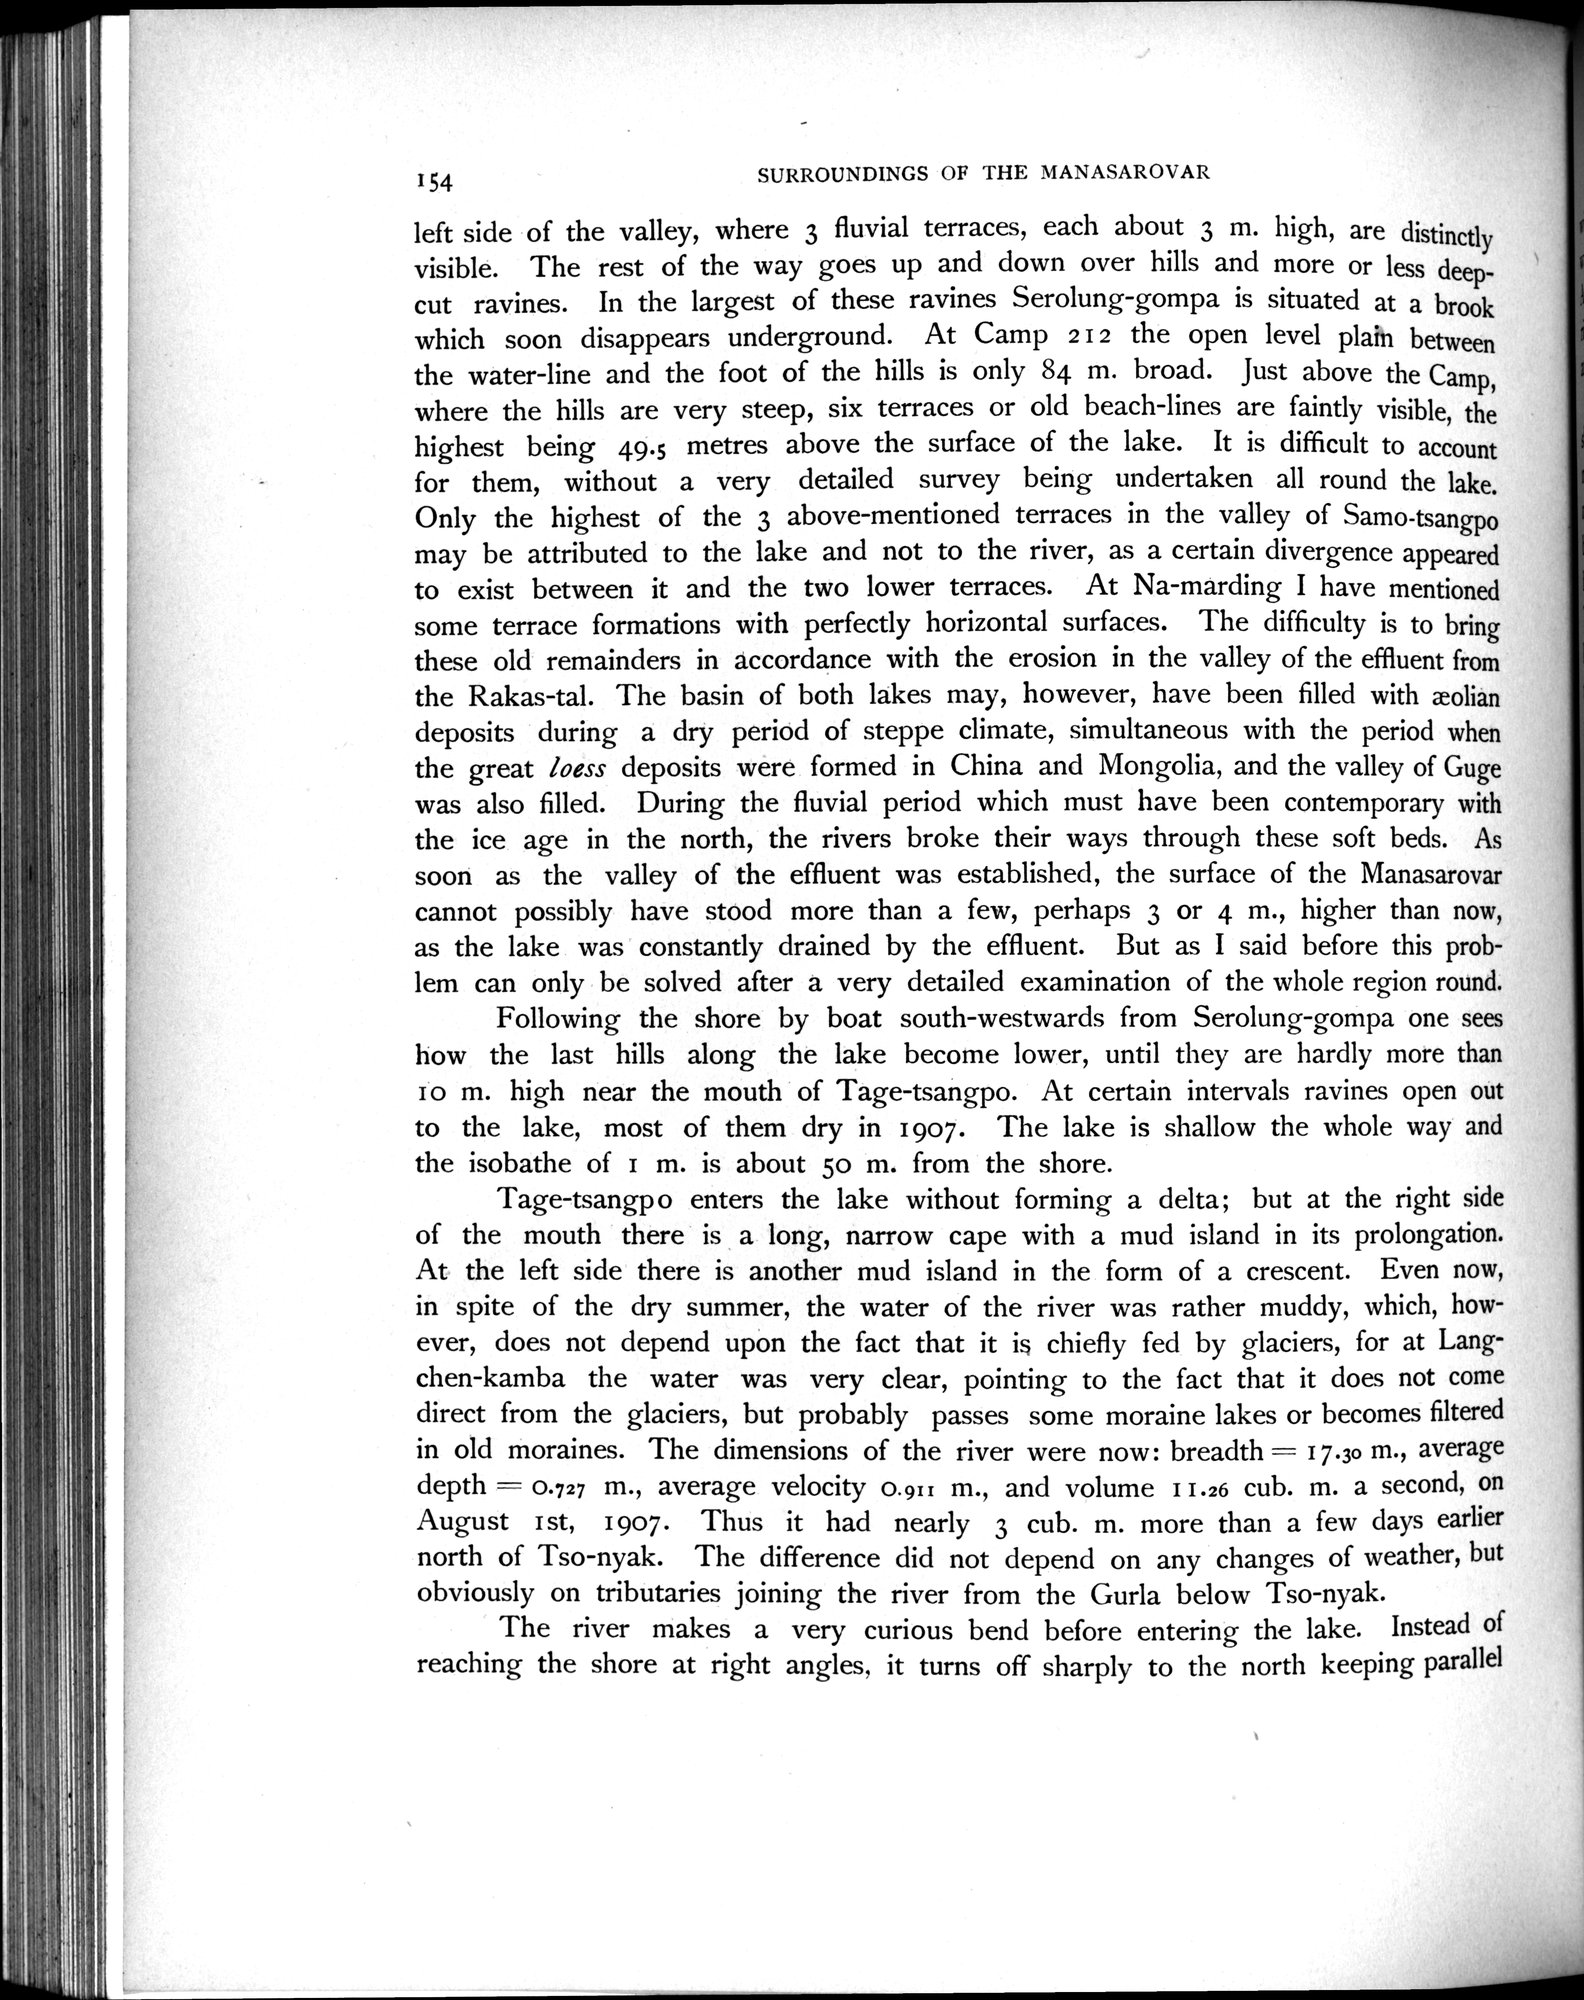 154 SURROUNDINGS OF THE MANASAROVAR
left side of the valley, where 3 fluvial terraces, each about 3 m. high, are distinctly
visible. The rest of the way goes up and down over hills and more or less deep-
cut ravines. In the largest of these ravines Serolung-gompa is situated at a brook
which soon disappears underground. At Camp 212 the open level plain between
the water-line and the foot of the hills is only 84 m. broad. Just above the Camp,
where the hills are very steep, six terraces or old beach-lines are faintly visible, the
highest being 49.5 metres above the surface of the lake. It is difficult to account
for them, without a very detailed survey being undertaken all round the lake.
Only the highest of the 3 above-mentioned terraces in the valley of Samo-tsangpo
may be attributed to the lake and not to the river, as a certain divergence appeared
to exist between it and the two lower terraces. At Na-marding I have mentioned
some terrace formations with perfectly horizontal surfaces. The difficulty is to bring
these old remainders in accordance with the erosion in the valley of the effluent from
the Rakas-tal. The basin of both lakes may, however, have been filled with æolian
deposits during a dry period of steppe climate, simultaneous with the period when
the great loess deposits were formed in China and Mongolia, and the valley of Guge
was also filled. During the fluvial period which must have been contemporary with
the ice age in the north, the rivers broke their ways through these soft beds. As
soon as the valley of the effluent was established, the surface of the Manasarovar
cannot possibly have stood more than a few, perhaps 3 or 4 m., higher than now,
as the lake was constantly drained by the effluent. But as I said before this prob-
lem can only be solved after a very detailed examination of the whole region round.
Following the shore by boat south-westwards from Serolung-gompa one sees
how the last hills along the lake become lower, until they are hardly more than
10 m. high near the mouth of Tage-tsangpo. At certain intervals ravines open out
to the lake, most of them dry in 1907. The lake is shallow the whole way and
the isobathe of 1 m. is about 50 m. from the shore.
Tage-tsangpo enters the lake without forming a delta; but at the right side
of the mouth there is a long, narrow cape with a mud island in its prolongation.
At the left side there is another mud island in the form of a crescent. Even now,
in spite of the dry summer, the water of the river was rather muddy, which, how-
ever, does not depend upon the fact that it is chiefly fed by glaciers, for at Lang-
chen-kamba the water was very clear, pointing to the fact that it does not come
direct from the glaciers, but probably passes some moraine lakes or becomes filtered
in old moraines. The dimensions of the river were now: breadth = 17.30 m., average
depth = 0.727 m., average velocity 0.911 m., and volume 11.26 cub. m. a second, on
August 1st, 1907. Thus it had nearly 3 cub. m. more than a few days earlier
north of Tso-nyak. The difference did not depend on any changes of weather, but
obviously on tributaries joining the river from the Gurla below Tso-nyak.
The river makes a very curious bend before entering the lake. Instead of
reaching the shore at right angles, it turns off sharply to the north keeping parallel